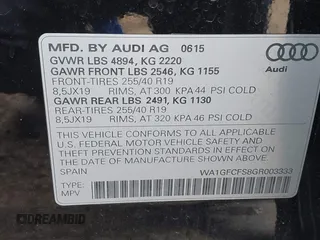 MFD. BY AUDI AG 0615
GVWR LBS 4894, KG 2220
GAWR FRONT LBS 2546, KG 1155
FRONT-TIRES 255/40 R19
8,5JX19 RIMS, AT 300 KPA 44 PSI COLD
GAWR REAR LBS 2491, KG 1130
REAR-TIRES 255/40 R19
8,5JX19 RIMS, AT 320 KPA 46 PSI COLD
Audi
THIS VEHICLE CONFORMS TO ALL APPLICABLE
U.S. FEDERAL MOTOR VEHICLE SAFETY AND
THEFT PREVENTION STANDARDS IN EFFECT ON
THE DATE OF MANUFACTURE SHOWN ABOVE.
SPAIN WA1GFCFS8GR003333
DREAMBID